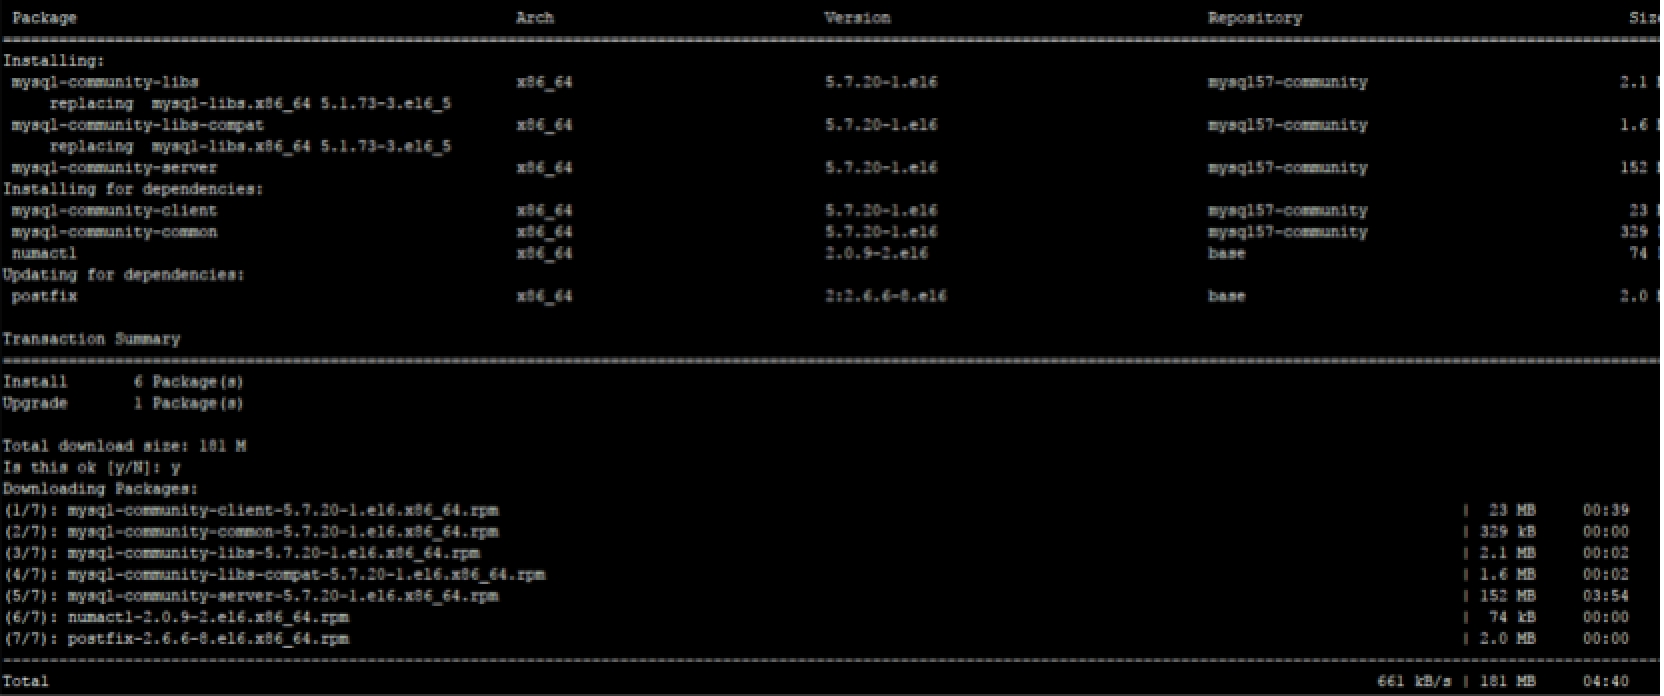 Package Arch Version Repository Siz
Installing:
mysql-community-libs x86_64 5.7.20-1.el6 mysql57-community 2.1
replacing mysql-libs.x86_64 5.1.73-3.el6_5
mysql-community-libs-compat x86_64 5.7.20-1.el6 mysql57-community 1.6
replacing mysql-libs.x86_64 5.1.73-3.el6_5
mysql-community-server x86_64 5.7.20-1.el6 mysql57-community 152
Installing for dependencies:
mysql-community-client x86_64 5.7.20-1.el6 mysql57-community 23
mysql-community-common x86_64 5.7.20-1.el6 mysql57-community 329
numactl x86_64 2.0.9-2.el6 base 74
Updating for dependencies:
postfix x86_64 2:2.6.6-8.el6 base 2.0
Transaction Summary
Install 6 Package(s)
Upgrade 1 Package(s)
Total download size: 181 M
Is this ok [y/N]: y
Downloading Packages:
(1/7): mysql-community-client-5.7.20-1.el6.x86_64.rpm | 23 MB 00:39
(2/7): mysql-community-common-5.7.20-1.el6.x86_64.rpm | 329 kB 00:00
(3/7): mysql-community-libs-5.7.20-1.el6.x86_64.rpm | 2.1 MB 00:02
(4/7): mysql-community-libs-compat-5.7.20-1.el6.x86_64.rpm | 1.6 MB 00:02
(5/7): mysql-community-server-5.7.20-1.el6.x86_64.rpm | 152 MB 03:54
(6/7): numactl-2.0.9-2.el6.x86_64.rpm | 74 kB 00:00
(7/7): postfix-2.6.6-8.el6.x86_64.rpm | 2.0 MB 00:00
Total 661 kB/s | 181 MB 04:40